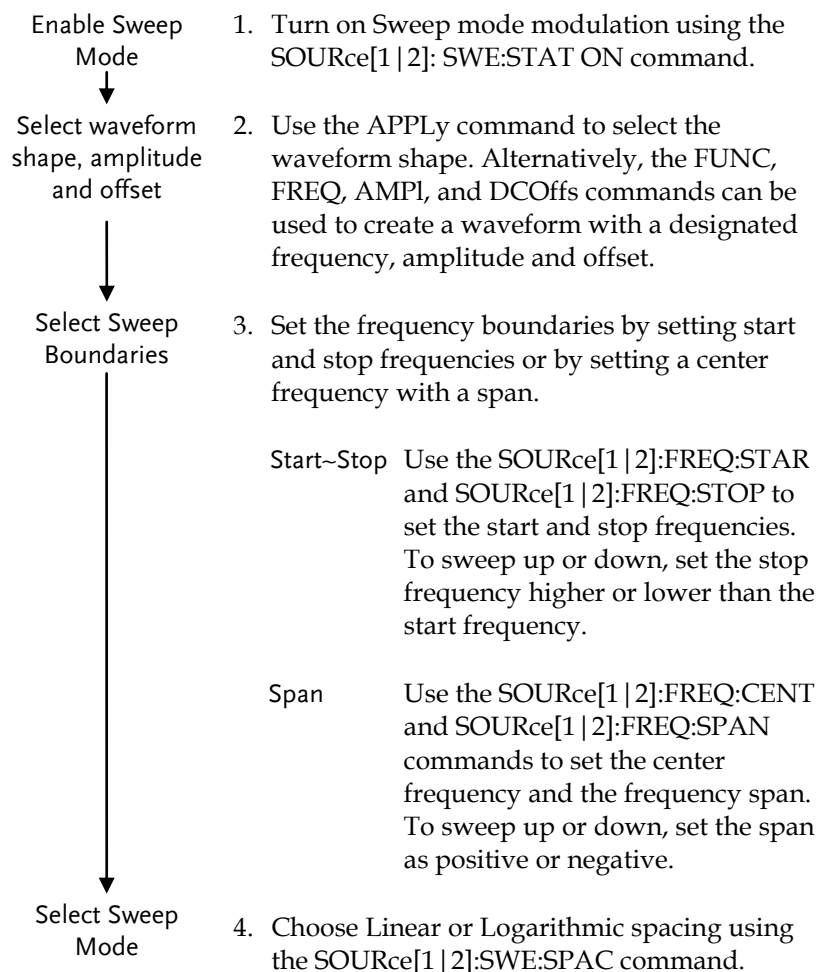 Enable Sweep
Mode
1. Turn on Sweep mode modulation using the
SOURce[1|2]: SWE:STAT ON command.
Select waveform
shape, amplitude
and offset
2. Use the APPLy command to select the
waveform shape. Alternatively, the FUNC,
FREQ, AMPl, and DCOffs commands can be
used to create a waveform with a designated
frequency, amplitude and offset.
Select Sweep
Boundaries
3. Set the frequency boundaries by setting start
and stop frequencies or by setting a center
frequency with a span.
Start~Stop Use the SOURce[1|2]:FREQ:STAR
and SOURce[1|2]:FREQ:STOP to
set the start and stop frequencies.
To sweep up or down, set the stop
frequency higher or lower than the
start frequency.
Span Use the SOURce[1|2]:FREQ:CENT
and SOURce[1|2]:FREQ:SPAN
commands to set the center
frequency and the frequency span.
To sweep up or down, set the span
as positive or negative.
Select Sweep
Mode
4. Choose Linear or Logarithmic spacing using
the SOURce[1|2]:SWE:SPAC command.